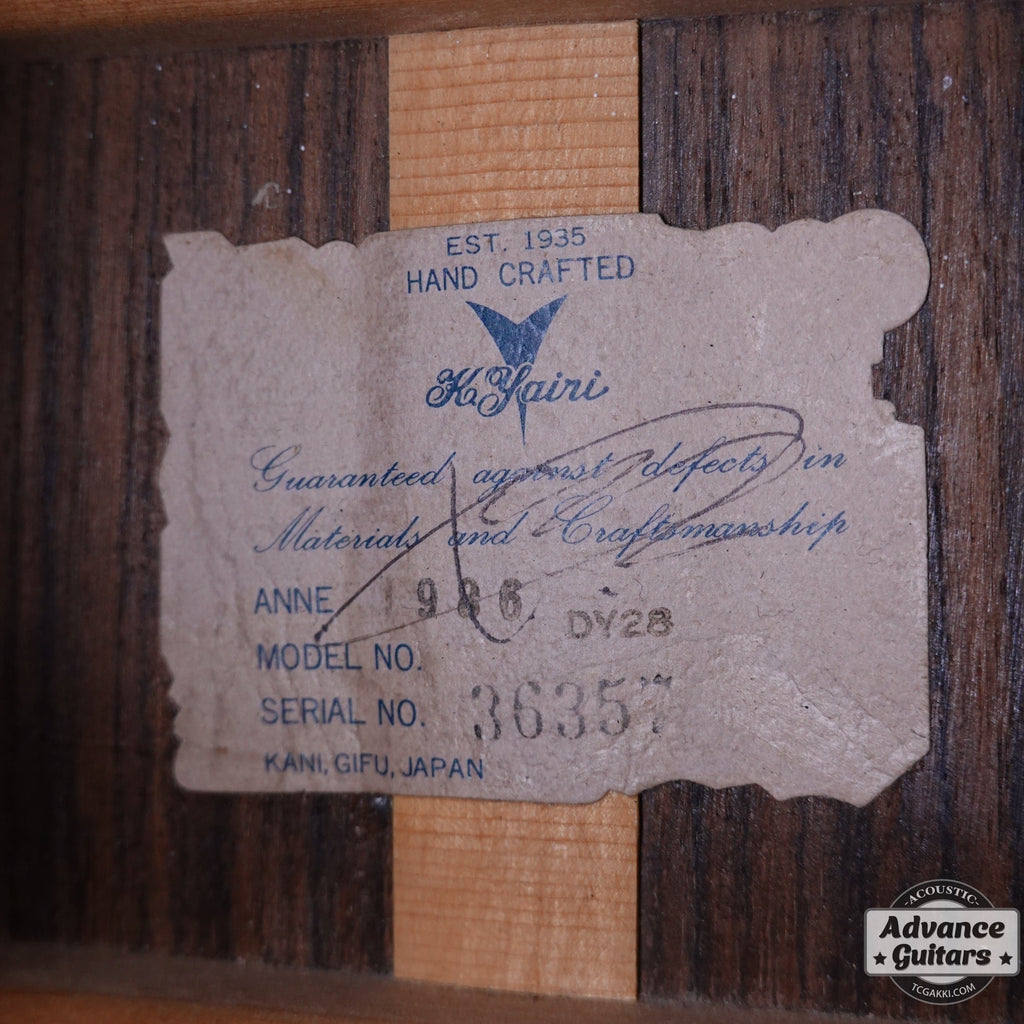 EST. 1935
HAND CRAFTED
K.Yairi
Guaranteed against defects in
Materials and Craftsmanship
ANNE 1986
DY28
MODEL NO.
SERIAL NO. 36357
KANI, GIFU, JAPAN
ACOUSTIC
Advance
Guitars
TCGAKKI.COM